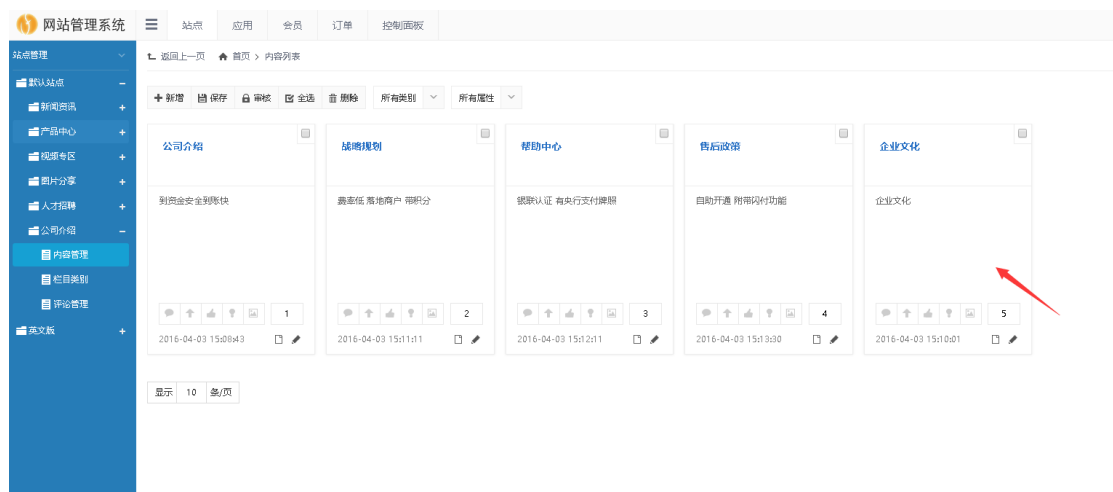 网站管理系统
站点 应用 会员 订单 控制面板
站点管理
返回上一页 首页 > 内容列表
默认站点
新闻资讯
产品中心
视频专区
图片分享
人才招聘
公司介绍
内容管理
栏目类别
评论管理
英文版
新增 保存 审核 全选 删除 所有类别 所有属性
公司介绍
到资金安全到账快
1
2016-04-03 15:08:43
战略规划
费率低 落地商户 带积分
2
2016-04-03 15:11:11
帮助中心
银联认证 有央行支付牌照
3
2016-04-03 15:12:11
售后政策
自助开通 附带闪付功能
4
2016-04-03 15:13:30
企业文化
企业文化
5
2016-04-03 15:10:01
显示 10 条/页